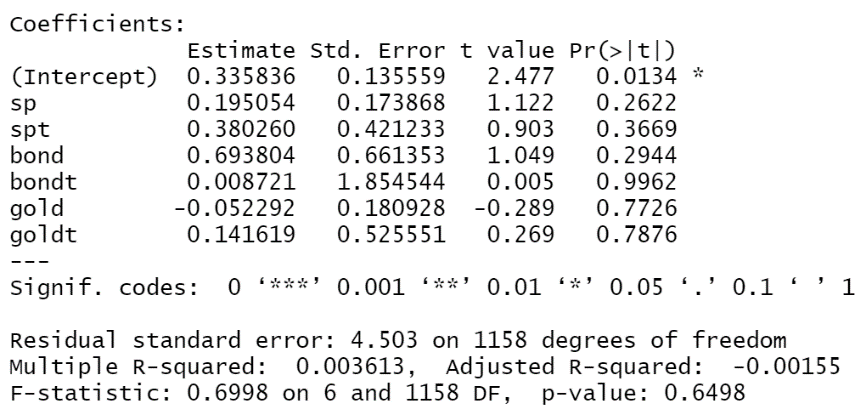 Coefficients:
Estimate Std. Error t value Pr(>|t|)
(Intercept) 0.335836 0.135559 2.477 0.0134 *
sp 0.195054 0.173868 1.122 0.2622
spt 0.380260 0.421233 0.903 0.3669
bond 0.693804 0.661353 1.049 0.2944
bondt 0.008721 1.854544 0.005 0.9962
gold -0.052292 0.180928 -0.289 0.7726
goldt 0.141619 0.525551 0.269 0.7876
---
Signif. codes: 0 ‘***’ 0.001 ‘**’ 0.01 ‘*’ 0.05 ‘.’ 0.1 ‘ ’ 1
Residual standard error: 4.503 on 1158 degrees of freedom
Multiple R-squared: 0.003613, Adjusted R-squared: -0.00155
F-statistic: 0.6998 on 6 and 1158 DF, p-value: 0.6498